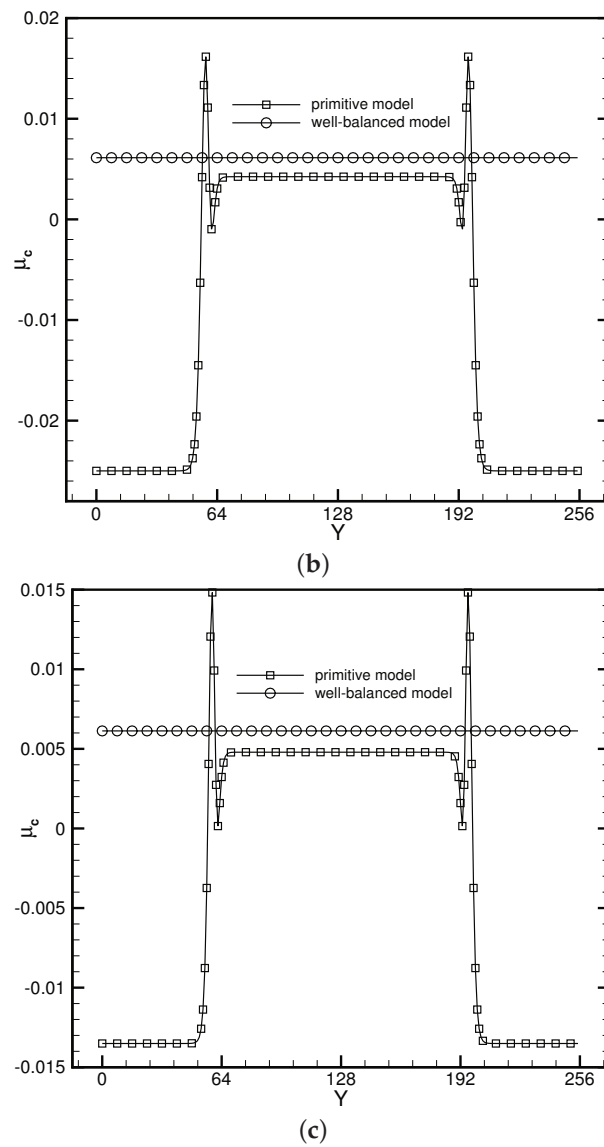 0.02
0.01
0
-0.01
-0.02
μc
primitive model
well-balanced model
0 64 128 192 256
Y
(b)
0.015
0.01
0.005
0
-0.005
-0.01
-0.015
μc
primitive model
well-balanced model
0 64 128 192 256
Y
(c)